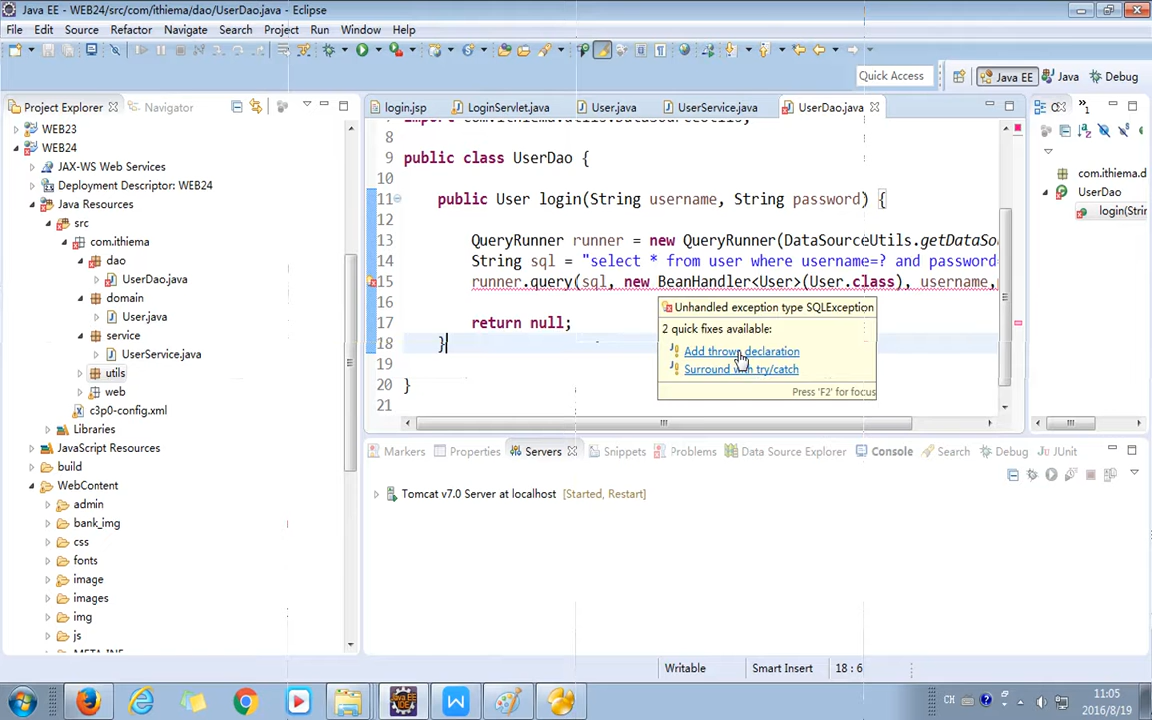 Java EE - WEB24/src/com/ithiema/dao/UserDao.java - Eclipse
File Edit Source Refactor Navigate Search Project Run Window Help
Quick Access
Java EE
Java
Debug
Project Explorer
Navigator
login.jsp
LoginServlet.java
User.java
UserService.java
UserDao.java
WEB23
WEB24
JAX-WS Web Services
Deployment Descriptor: WEB24
Java Resources
src
com.ithiema
dao
UserDao.java
domain
User.java
service
UserService.java
utils
web
c3p0-config.xml
Libraries
JavaScript Resources
build
WebContent
admin
bank_img
css
fonts
image
images
img
js
META-INF
8
9 public class UserDao {
10
11 public User login(String username, String password) {
12
13 QueryRunner runner = new QueryRunner(DataSourceUtils.getDataSo
14 String sql = "select * from user where username=? and password
15 runner.query(sql, new BeanHandler<User>(User.class), username,
16
17 return null;
18 }
19
20 }
21
Unhandled exception type SQLException
2 quick fixes available:
Add throws declaration
Surround with try/catch
Press 'F2' for focus
com.ithiema.d
UserDao
login(Stri
Markers
Properties
Servers
Snippets
Problems
Data Source Explorer
Console
Search
Debug
JUnit
Tomcat v7.0 Server at localhost [Started, Restart]
Writable
Smart Insert
18 : 6
CH
11:05
2016/8/19